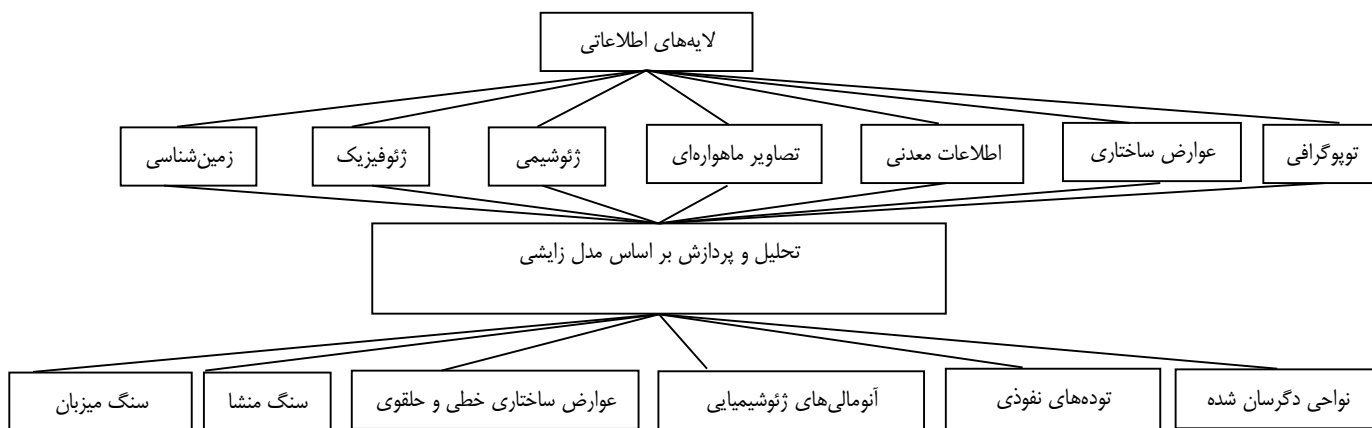 لایه‌های اطلاعاتی
توپوگرافی
عوارض ساختاری
اطلاعات معدنی
تصاویر ماهواره‌ای
ژئوشیمی
ژئوفیزیک
زمین‌شناسی
تحلیل و پردازش بر اساس مدل زایشی
نواحی دگرسان شده
توده‌های نفوذی
آنومالی‌های ژئوشیمیایی
عوارض ساختاری خطی و حلقوی
سنگ منشا
سنگ میزبان